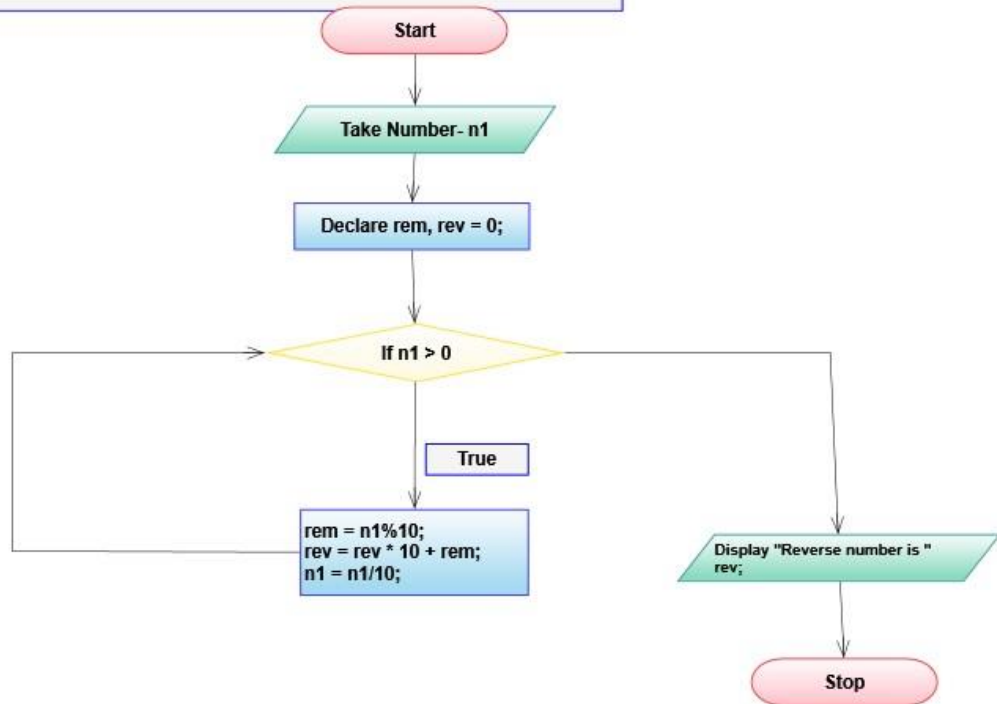 Start
Take Number- n1
Declare rem, rev = 0;
If n1 > 0
True
rem = n1%10;
rev = rev * 10 + rem;
n1 = n1/10;
Display "Reverse number is "
rev;
Stop